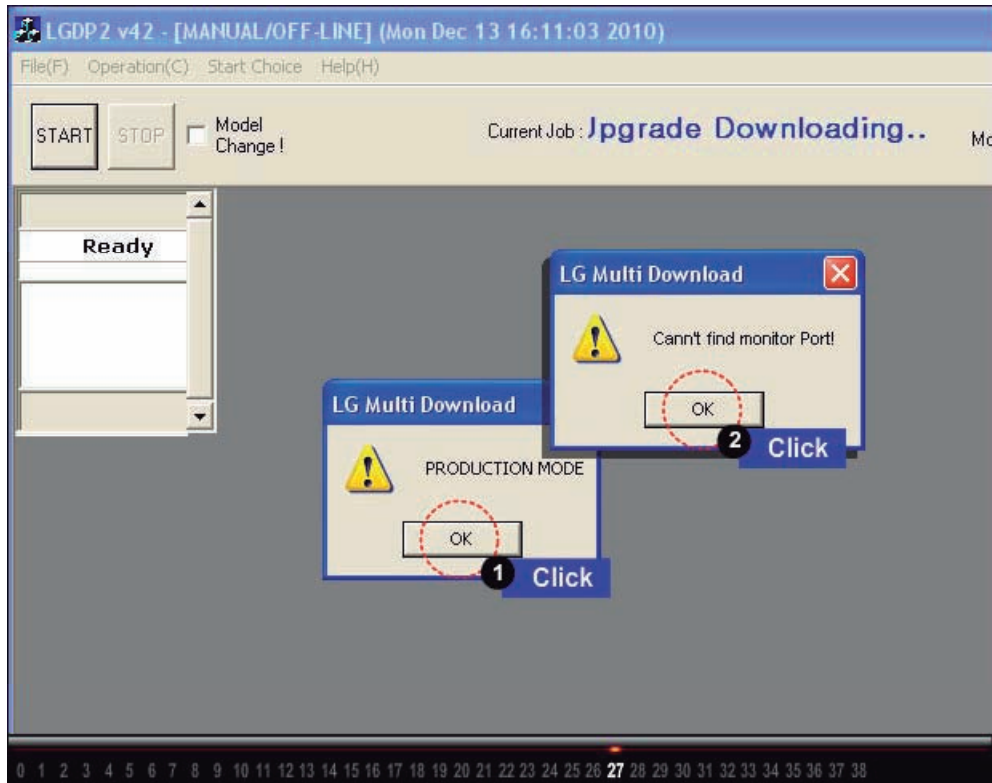 LGDP2 v42 - [MANUAL/OFF-LINE] (Mon Dec 13 16:11:03 2010)
File(F) Operation(C) Start Choice Help(H)
START STOP Model Change ! Current Job : Upgrade Downloading..
Ready
LG Multi Download
Cann't find monitor Port!
OK
2 Click
LG Multi Download
PRODUCTION MODE
OK
1 Click
0 1 2 3 4 5 6 7 8 9 10 11 12 13 14 15 16 17 18 19 20 21 22 23 24 25 26 27 28 29 30 31 32 33 34 35 36 37 38